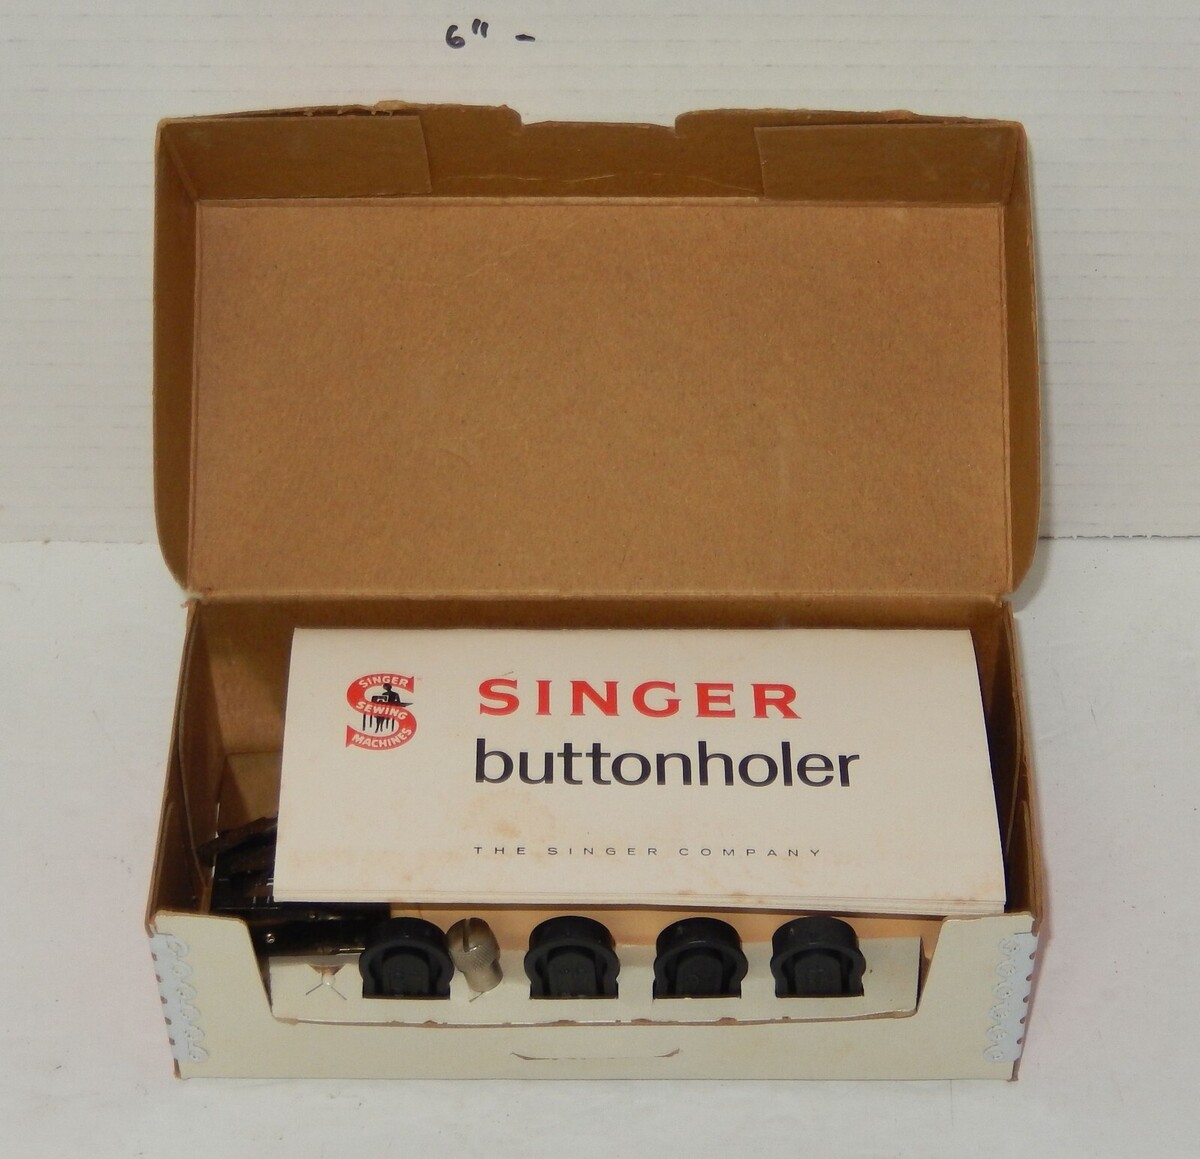 6" -
SINGER
SEWING
MACHINES
SINGER
buttonholer
THE SINGER COMPANY